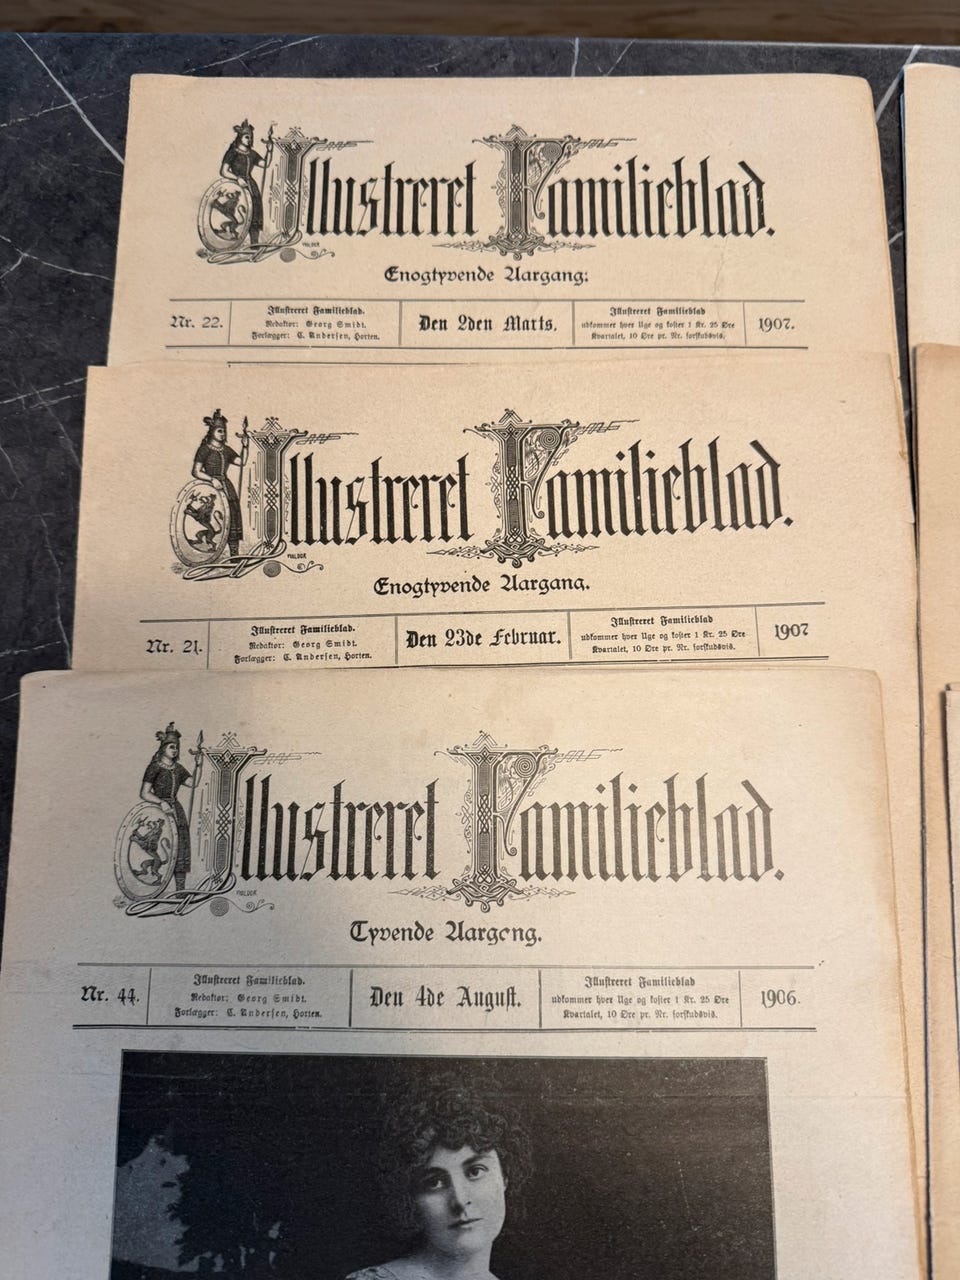 Illustreret Familieblad.
Enogtyvende Aargang.
Nr. 22.
Illustreret Familieblad.
Redaktør: Georg Smidt.
Forlægger: C. Andersen, Horten.
Den 2den Marts.
Illustreret Familieblad
udkommer hver Uge og koster 1 Kr. 25 Øre
Kvartalet, 10 Øre pr. Nr. forskudsvis.
1907.
Illustreret Familieblad.
Enogtyvende Aargang.
Nr. 21.
Illustreret Familieblad.
Redaktør: Georg Smidt.
Forlægger: C. Andersen, Horten.
Den 23de Februar.
Illustreret Familieblad
udkommer hver Uge og koster 1 Kr. 25 Øre
Kvartalet, 10 Øre pr. Nr. forskudsvis.
1907
Illustreret Familieblad.
Tyvende Aargang.
Nr. 44.
Illustreret Familieblad.
Redaktør: Georg Smidt.
Forlægger: C. Andersen, Horten.
Den 4de August.
Illustreret Familieblad
udkommer hver Uge og koster 1 Kr. 25 Øre
Kvartalet, 10 Øre pr. Nr. forskudsvis.
1906.